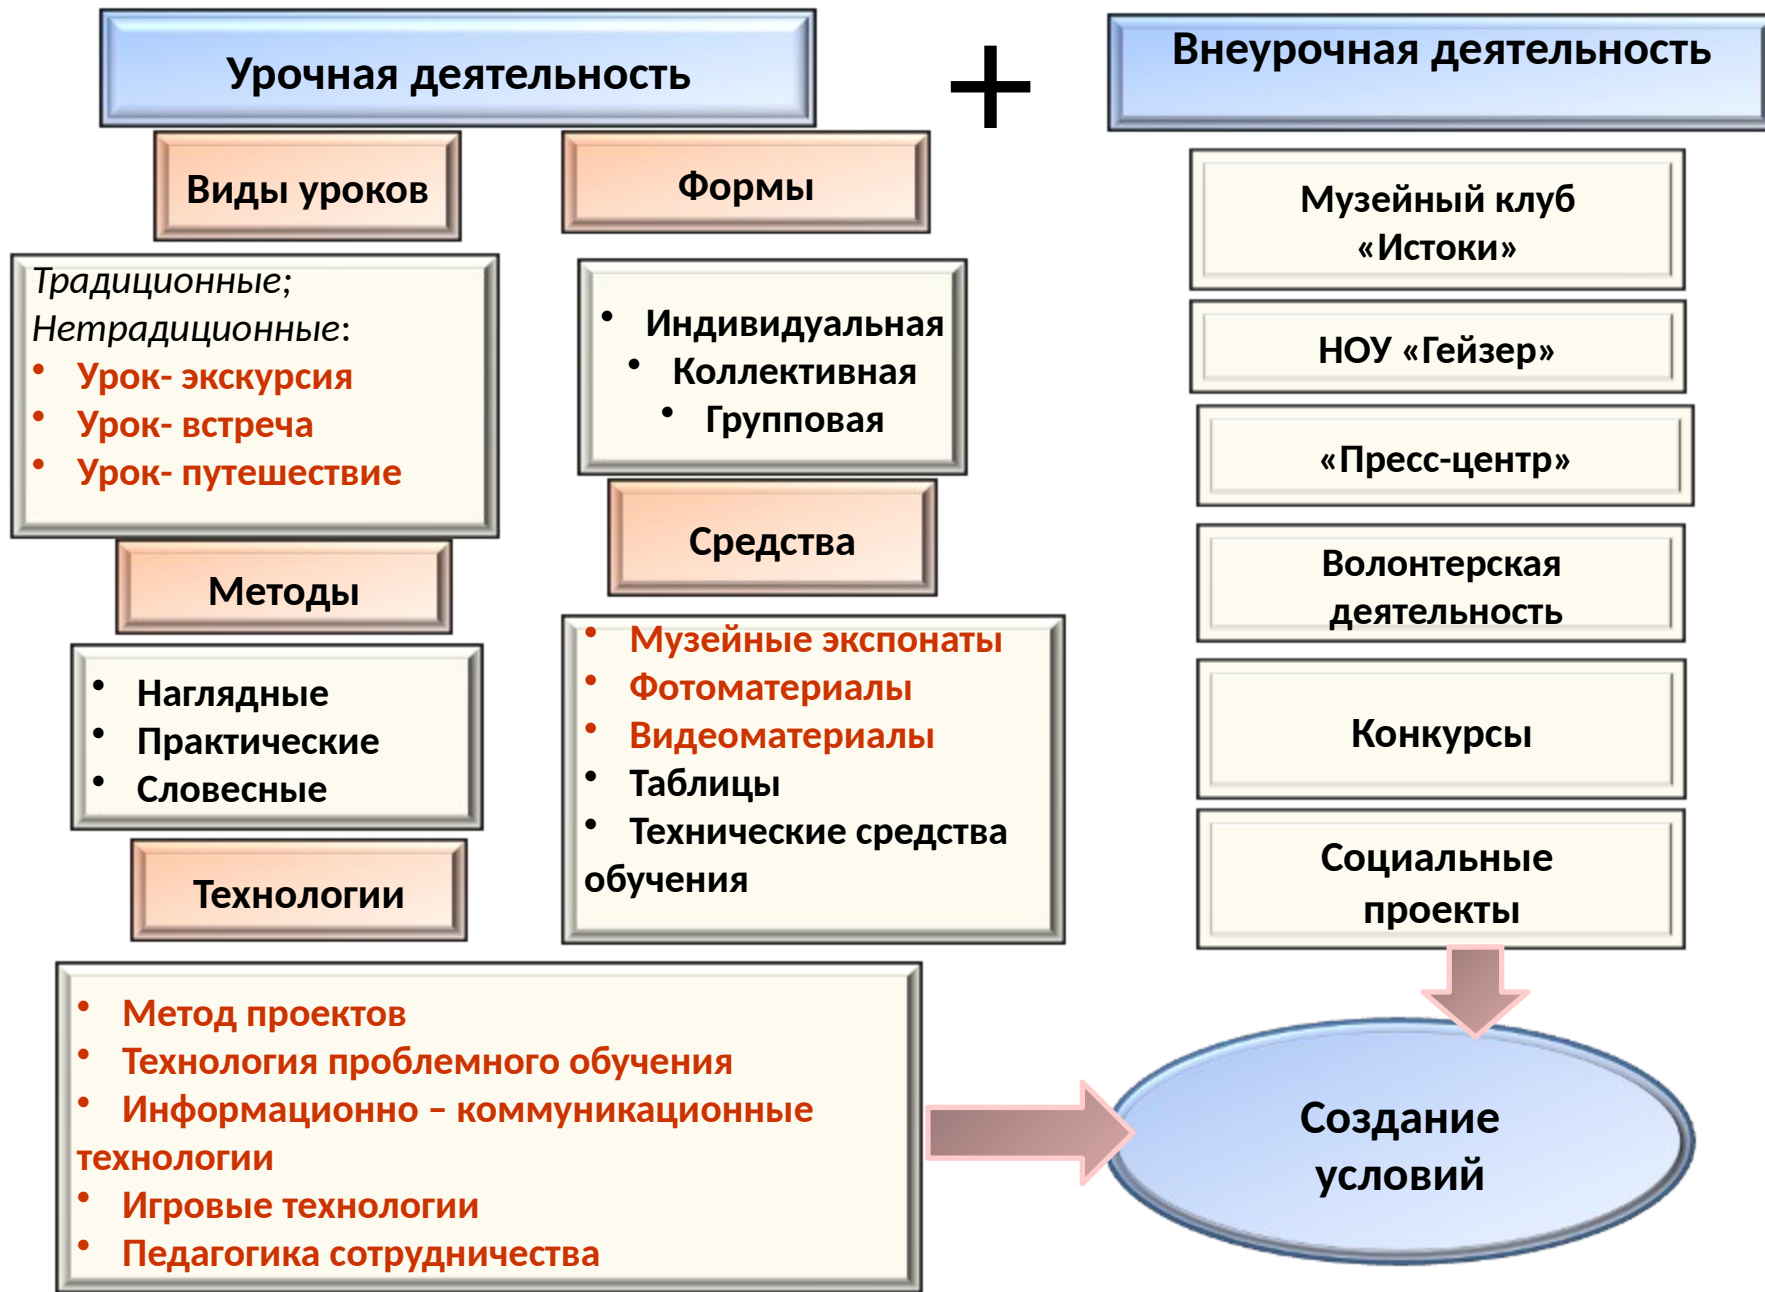 Урочная деятельность
+
Внеурочная деятельность
Виды уроков
Традиционные;
Нетрадиционные:
• Урок- экскурсия
• Урок- встреча
• Урок- путешествие
Методы
• Наглядные
• Практические
• Словесные
Технологии
• Метод проектов
• Технология проблемного обучения
• Информационно – коммуникационные
технологии
• Игровые технологии
• Педагогика сотрудничества
Формы
• Индивидуальная
• Коллективная
• Групповая
Средства
• Музейные экспонаты
• Фотоматериалы
• Видеоматериалы
• Таблицы
• Технические средства
обучения
Музейный клуб
«Истоки»
НОУ «Гейзер»
«Пресс-центр»
Волонтерская
деятельность
Конкурсы
Социальные
проекты
Создание
условий